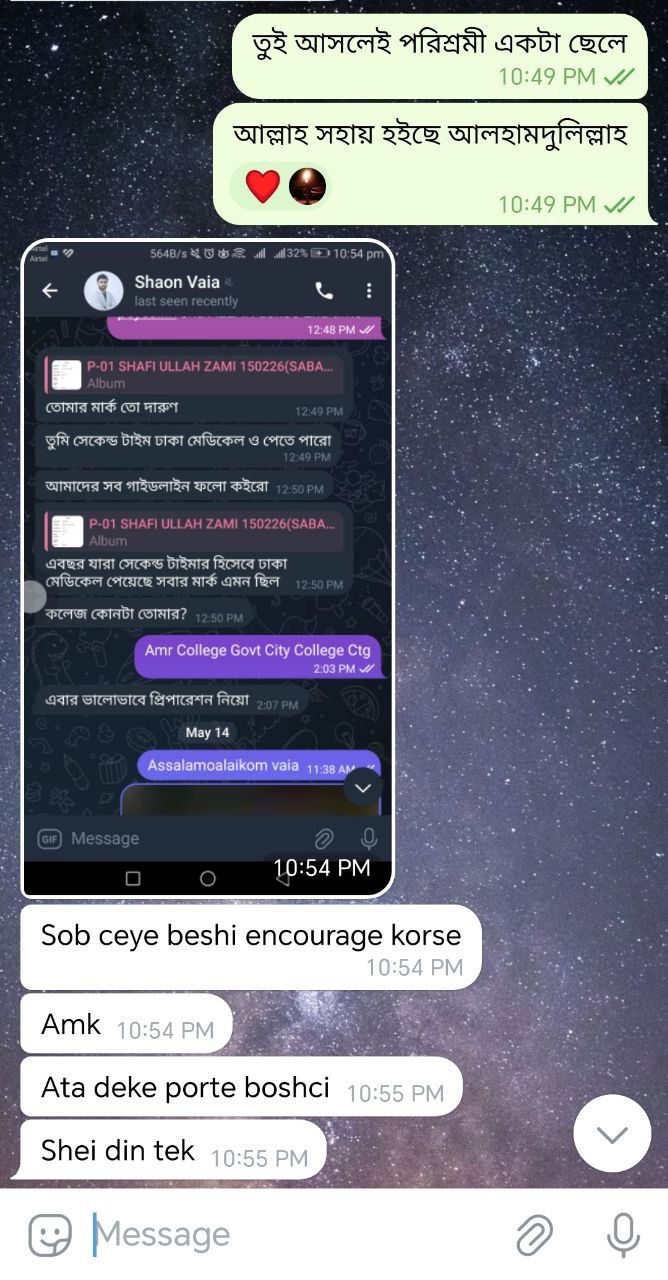 তুই আসলেই পরিশ্রমী একটা ছেলে
10:49 PM
আল্লাহ সহায় হইছে আলহামদুলিল্লাহ
10:49 PM
Airtel
Airtel
564B/s
32%
10:54 pm
Shaon Vaia
last seen recently
12:48 PM
P-01 SHAFI ULLAH ZAMI 150226(SABA...
Album
তোমার মার্ক তো দারুণ
12:49 PM
তুমি সেকেন্ড টাইম ঢাকা মেডিকেল ও পেতে পারো
12:49 PM
আমাদের সব গাইডলাইন ফলো কইরো 12:50 PM
P-01 SHAFI ULLAH ZAMI 150226(SABA...
Album
এবছর যারা সেকেন্ড টাইমার হিসেবে ঢাকা
মেডিকেল পেয়েছে সবার মার্ক এমন ছিল 12:50 PM
কলেজ কোনটা তোমার? 12:50 PM
Amr College Govt City College Ctg
2:03 PM
এবার ভালোভাবে প্রিপারেশন নিয়ো 2:07 PM
May 14
Assalamoalaikom vaia 11:38 AM
GIF Message
10:54 PM
Sob ceye beshi encourage korse
10:54 PM
Amk 10:54 PM
Ata deke porte boshci 10:55 PM
Shei din tek 10:55 PM
Message